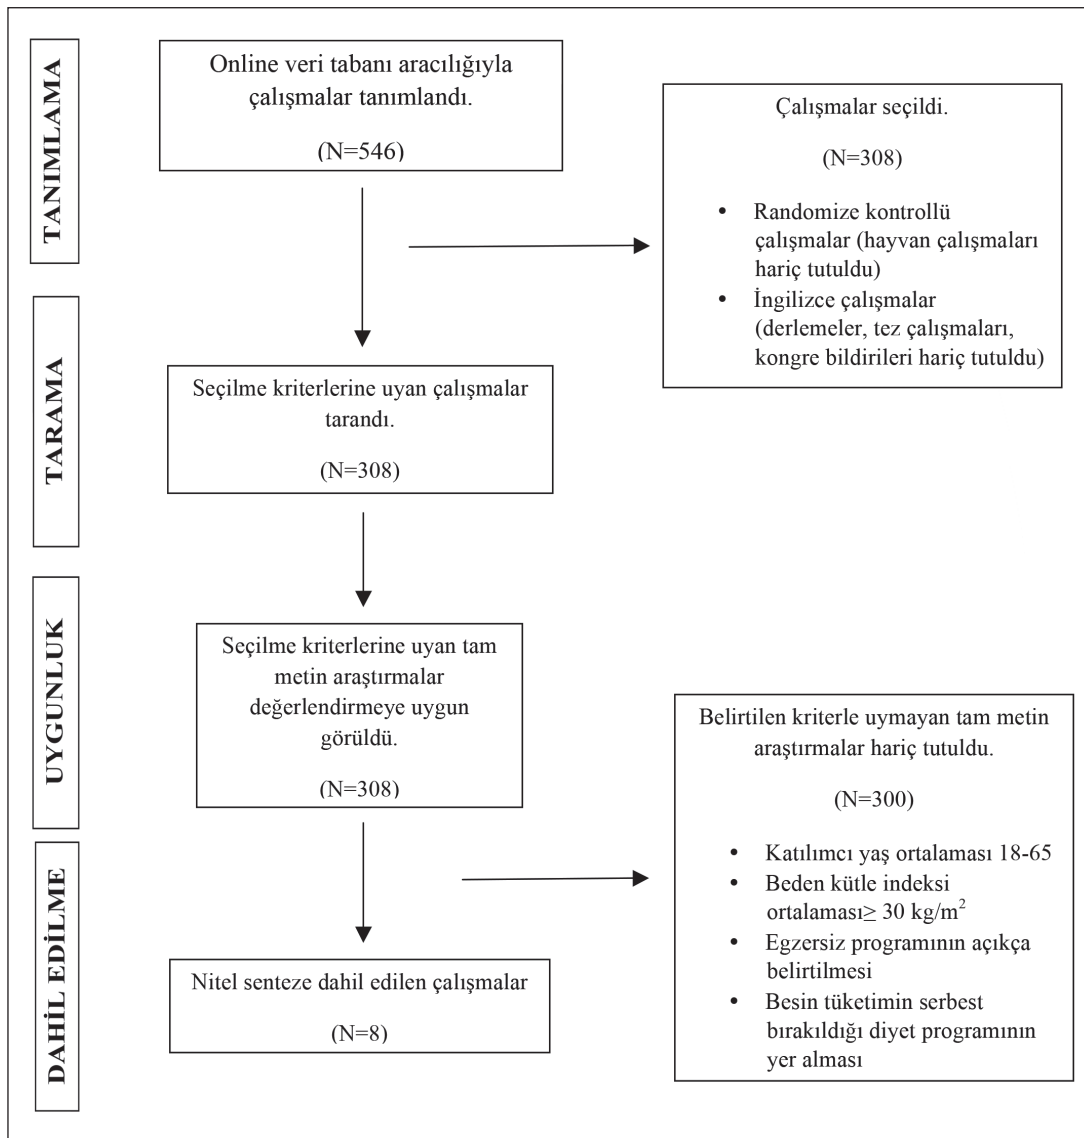 TANIMLAMA
Online veri tabanı aracılığıyla
çalışmalar tanımlandı.
(N=546)
Çalışmalar seçildi.
(N=308)
• Randomize kontrollü
çalışmalar (hayvan çalışmaları
hariç tutuldu)
• İngilizce çalışmalar
(derlemeler, tez çalışmaları,
kongre bildirileri hariç tutuldu)
TARAMA
Seçilme kriterlerine uyan çalışmalar
tarandı.
(N=308)
UYGUNLUK
Seçilme kriterlerine uyan tam
metin araştırmalar
değerlendirmeye uygun
görüldü.
(N=308)
Belirtilen kriterle uymayan tam metin
araştırmalar hariç tutuldu.
(N=300)
• Katılımcı yaş ortalaması 18-65
• Beden kütle indeksi
ortalaması≥ 30 kg/m²
• Egzersiz programının açıkça
belirtilmesi
• Besin tüketimin serbest
bırakıldığı diyet programının
yer alması
DAHİL EDİLME
Nitel senteze dahil edilen çalışmalar
(N=8)